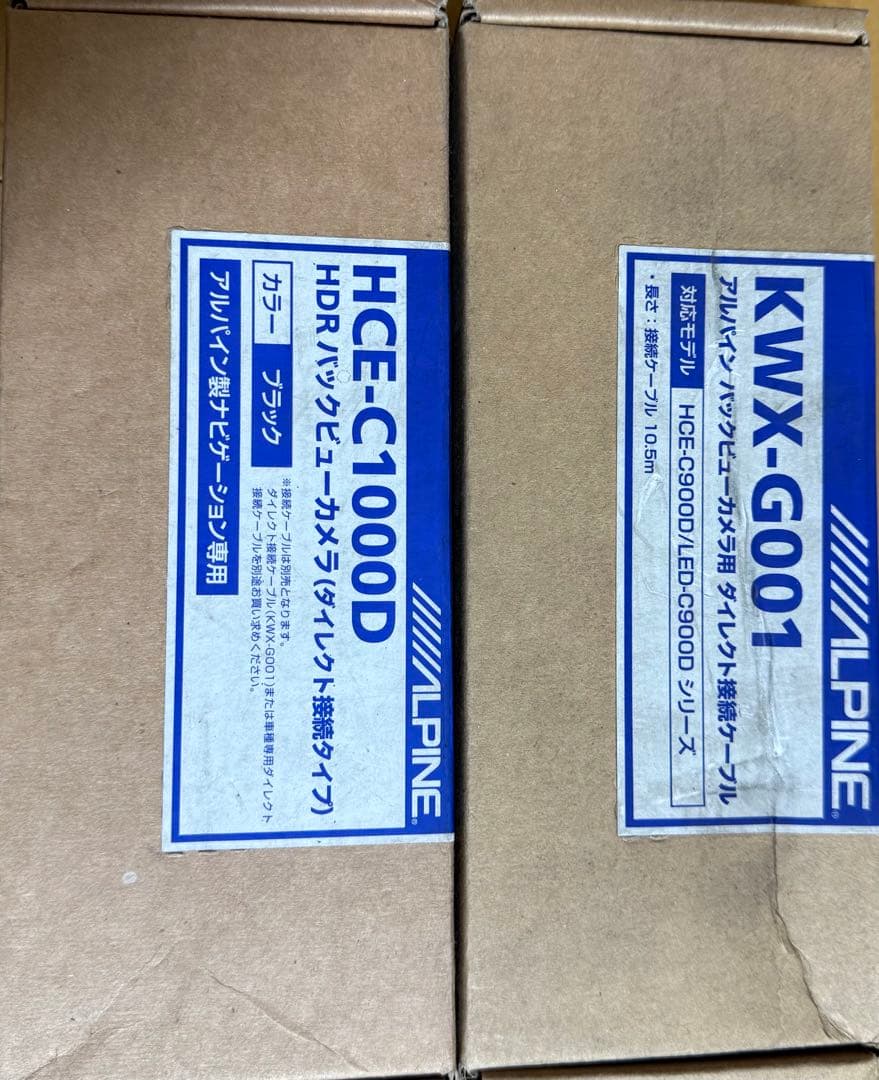 ALPINE
HCE-C1000D
HDR バックビューカメラ(ダイレクト接続タイプ)
カラー ブラック
※接続ケーブルは別売となります。
ダイレクト接続ケーブル(KWX-G001)または車種専用ダイレクト
接続ケーブルを別途お買い求めください。
アルパイン製ナビゲーション専用
ALPINE
KWX-G001
アルパイン バックビューカメラ用 ダイレクト接続ケーブル
対応モデル HCE-C900D/LED-C900D シリーズ
・長さ:接続ケーブル 10.5m